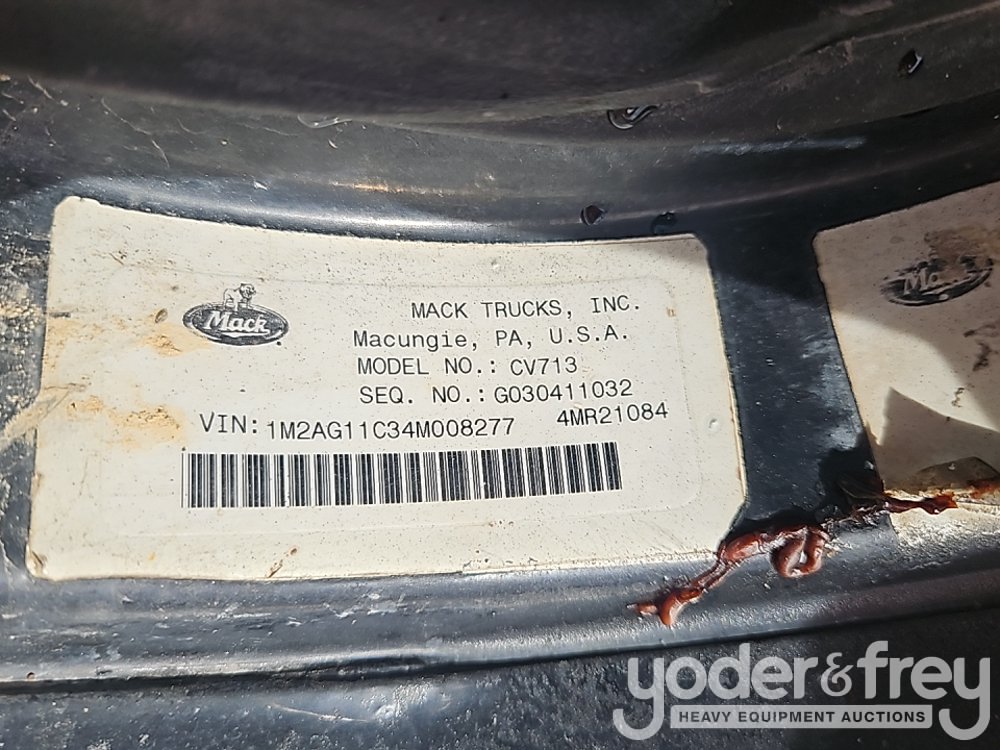 Mack
MACK TRUCKS, INC.
Macungie, PA, U.S.A.
MODEL NO.: CV713
SEQ. NO.: G030411032
VIN: 1M2AG11C34M008277 4MR21084
yoder&frey
HEAVY EQUIPMENT AUCTIONS